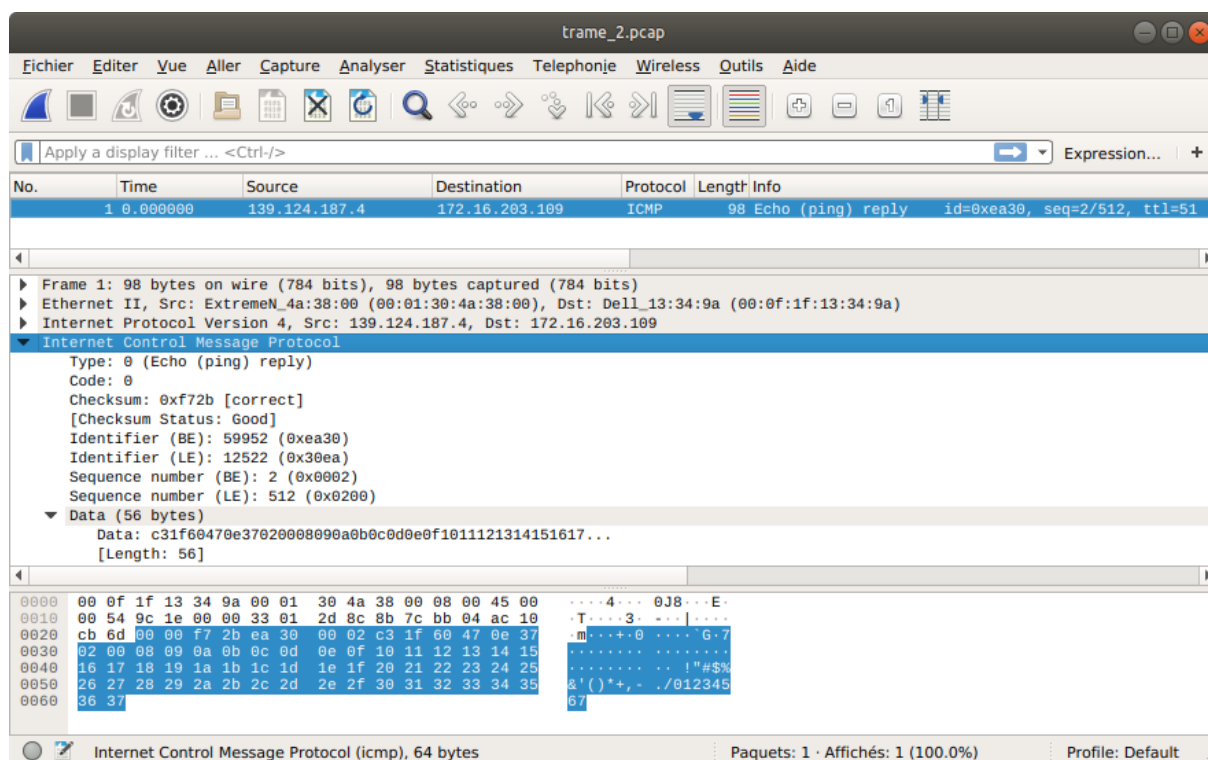 trame_2.pcap
Fichier Editer Vue Aller Capture Analyser Statistiques Telephonie Wireless Outils Aide
Apply a display filter ... <Ctrl-/> Expression... +
No. Time Source Destination Protocol Length Info
1 0.000000 139.124.187.4 172.16.203.109 ICMP 98 Echo (ping) reply id=0xea30, seq=2/512, ttl=51
Frame 1: 98 bytes on wire (784 bits), 98 bytes captured (784 bits)
Ethernet II, Src: ExtremeN_4a:38:00 (00:01:30:4a:38:00), Dst: Dell_13:34:9a (00:0f:1f:13:34:9a)
Internet Protocol Version 4, Src: 139.124.187.4, Dst: 172.16.203.109
Internet Control Message Protocol
Type: 0 (Echo (ping) reply)
Code: 0
Checksum: 0xf72b [correct]
[Checksum Status: Good]
Identifier (BE): 59952 (0xea30)
Identifier (LE): 12522 (0x30ea)
Sequence number (BE): 2 (0x0002)
Sequence number (LE): 512 (0x0200)
Data (56 bytes)
Data: c31f60470e37020008090a0b0c0d0e0f1011121314151617...
[Length: 56]
0000 00 0f 1f 13 34 9a 00 01 30 4a 38 00 08 00 45 00 ····4··· 0J8···E·
0010 00 54 9c 1e 00 00 33 01 2d 8c 8b 7c bb 04 ac 10 ·T····3· -··|····
0020 cb 6d 00 00 f7 2b ea 30 00 02 c3 1f 60 47 0e 37 ·m···+·0 ····`G·7
0030 02 00 08 09 0a 0b 0c 0d 0e 0f 10 11 12 13 14 15 ········ ········
0040 16 17 18 19 1a 1b 1c 1d 1e 1f 20 21 22 23 24 25 ········ ·· !"#$%
0050 26 27 28 29 2a 2b 2c 2d 2e 2f 30 31 32 33 34 35 &'()*+,- ./012345
0060 36 37 67
Internet Control Message Protocol (icmp), 64 bytes Paquets: 1 · Affichés: 1 (100.0%) Profile: Default